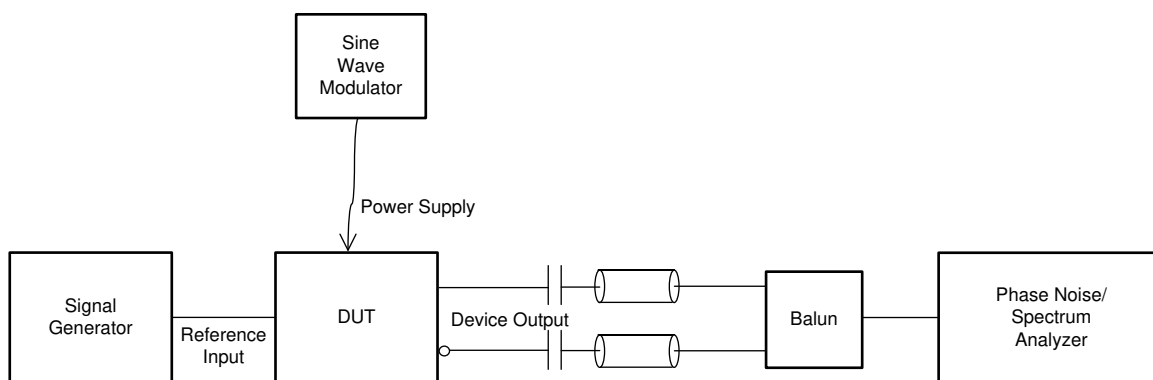 Sine
Wave
Modulator
Power Supply
Signal
Generator
Reference
Input
DUT
Device Output
Balun
Phase Noise/
Spectrum
Analyzer